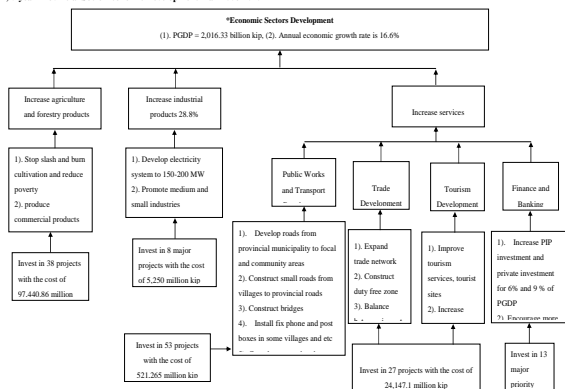 *Economic Sectors Development
(1). PGDP = 2,016.33 billion kip, (2). Annual economic growth rate is 16.6%
Increase agriculture
and forestry products
Increase industrial
products 28.8%
Increase services
1). Stop slash and burn
cultivation and reduce
poverty
2). produce
commercial products
1). Develop electricity
system to 150-200 MW
2). Promote medium and
small industries
Public Works
and Transport
Trade
Development
Tourism
Development
Finance and
Banking
Invest in 38 projects
with the cost of
97.440.86 million
Invest in 8 major
projects with the cost of
5,250 million kip
1). Develop roads from
provincial municipality to focal
and community areas
2). Construct small roads from
villages to provincial roads
3). Construct bridges
4). Install fix phone and post
boxes in some villages and etc
1). Expand
trade network
2). Construct
duty free zone
3). Balance
1). Improve
tourism
services, tourist
sites
2). Increase
1). Increase PIP
investment and
private investment
for 6% and 9 % of
PGDP
2). Encourage more
Invest in 53 projects
with the cost of
521.265 million kip
Invest in 27 projects with the cost of
24,147.1 million kip
Invest in 13
major
priority